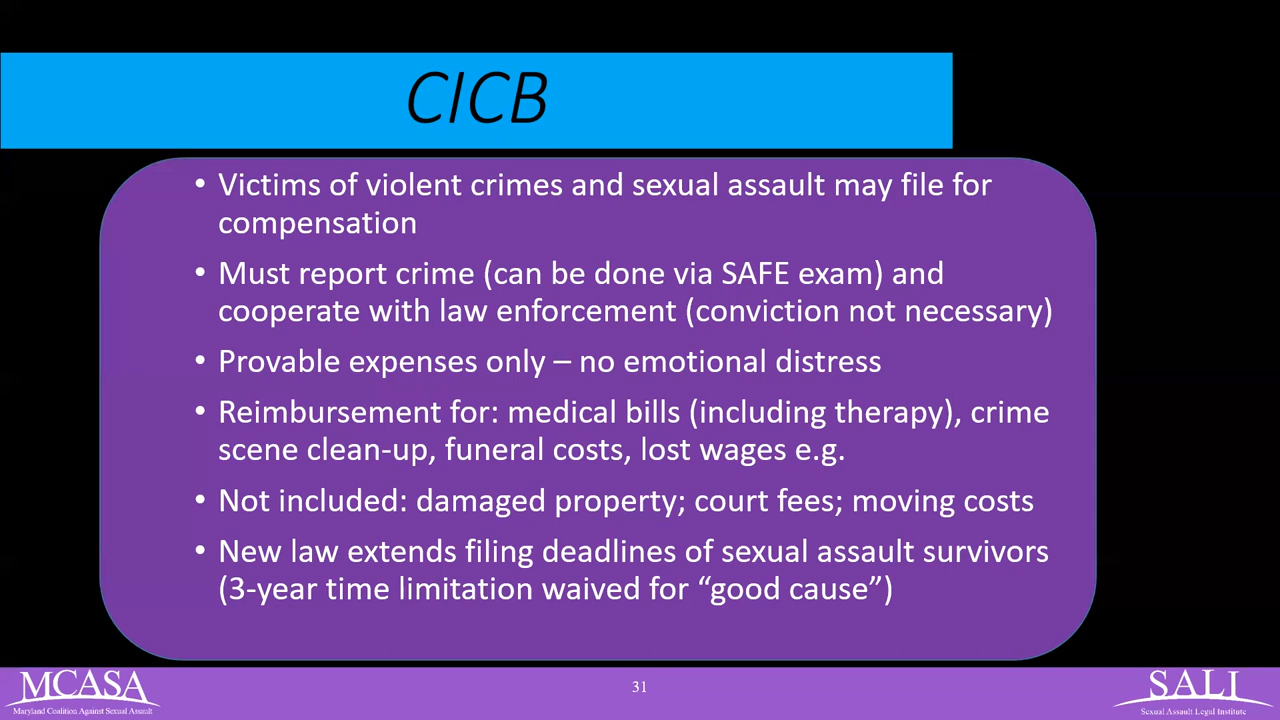 CICB
• Victims of violent crimes and sexual assault may file for
compensation
• Must report crime (can be done via SAFE exam) and
cooperate with law enforcement (conviction not necessary)
• Provable expenses only – no emotional distress
• Reimbursement for: medical bills (including therapy), crime
scene clean-up, funeral costs, lost wages e.g.
• Not included: damaged property; court fees; moving costs
• New law extends filing deadlines of sexual assault survivors
(3-year time limitation waived for “good cause”)
MCASA
Maryland Coalition Against Sexual Assault
31
SALI
Sexual Assault Legal Institute